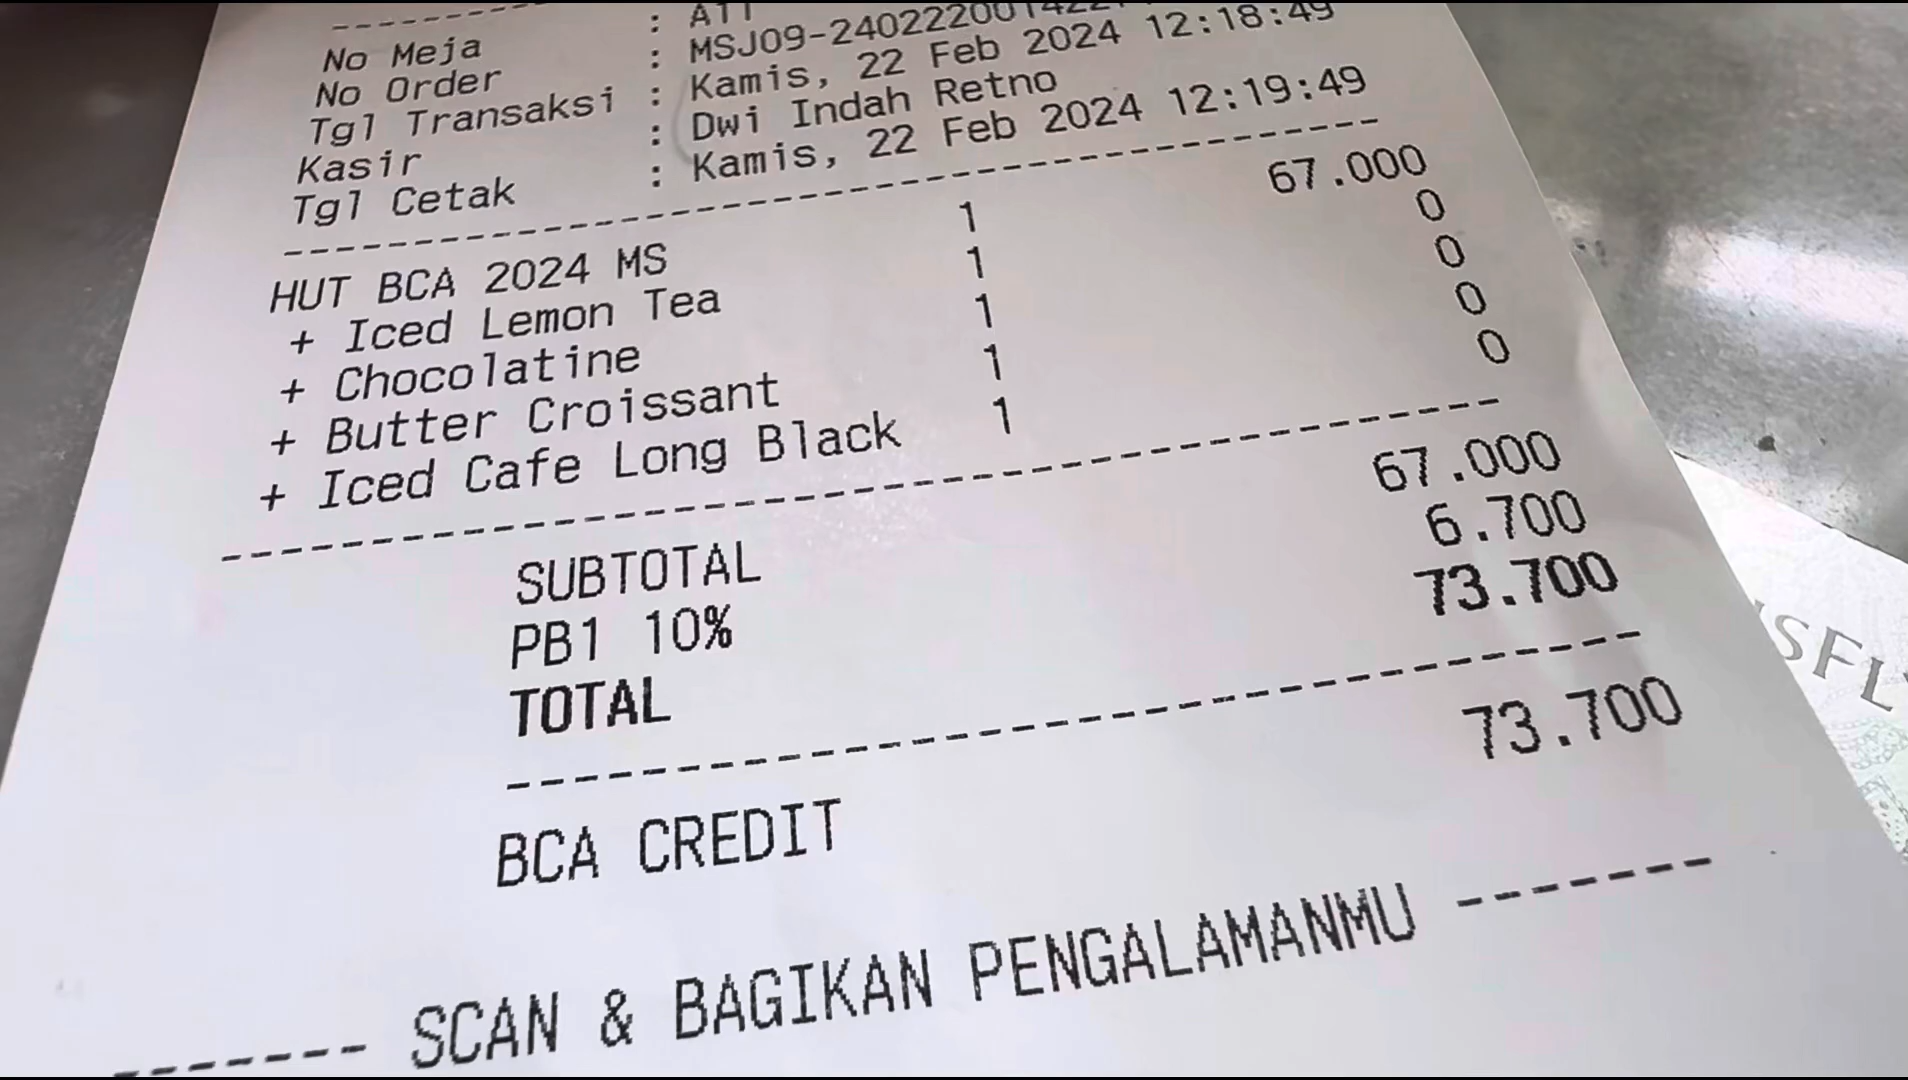 No Meja :
No Order : MSJ09-240222001422
Tgl Transaksi : Kamis, 22 Feb 2024 12:18:49
Kasir : Dwi Indah Retno
Tgl Cetak : Kamis, 22 Feb 2024 12:19:49
HUT BCA 2024 MS 1 67.000
+ Iced Lemon Tea 1 0
+ Chocolatine 1 0
+ Butter Croissant 1 0
+ Iced Cafe Long Black 1 0
SUBTOTAL 67.000
PB1 10% 6.700
TOTAL 73.700
BCA CREDIT 73.700
------- SCAN & BAGIKAN PENGALAMANMU -------